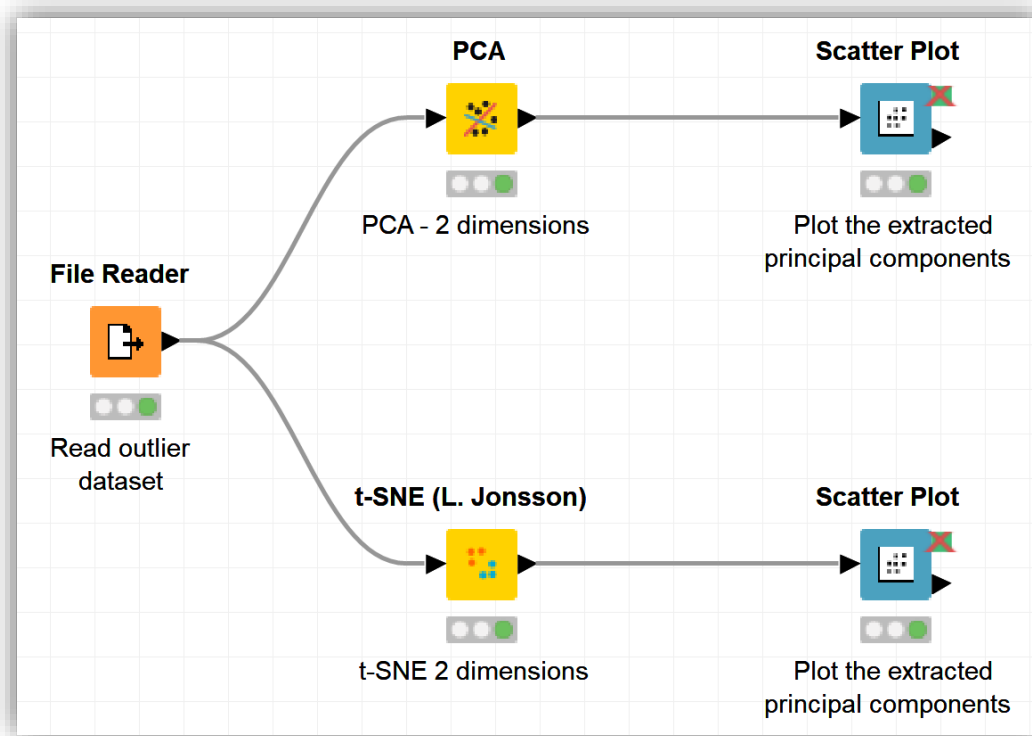 PCA
Scatter Plot
PCA - 2 dimensions
Plot the extracted
principal components
File Reader
Read outlier
dataset
t-SNE (L. Jonsson)
Scatter Plot
t-SNE 2 dimensions
Plot the extracted
principal components